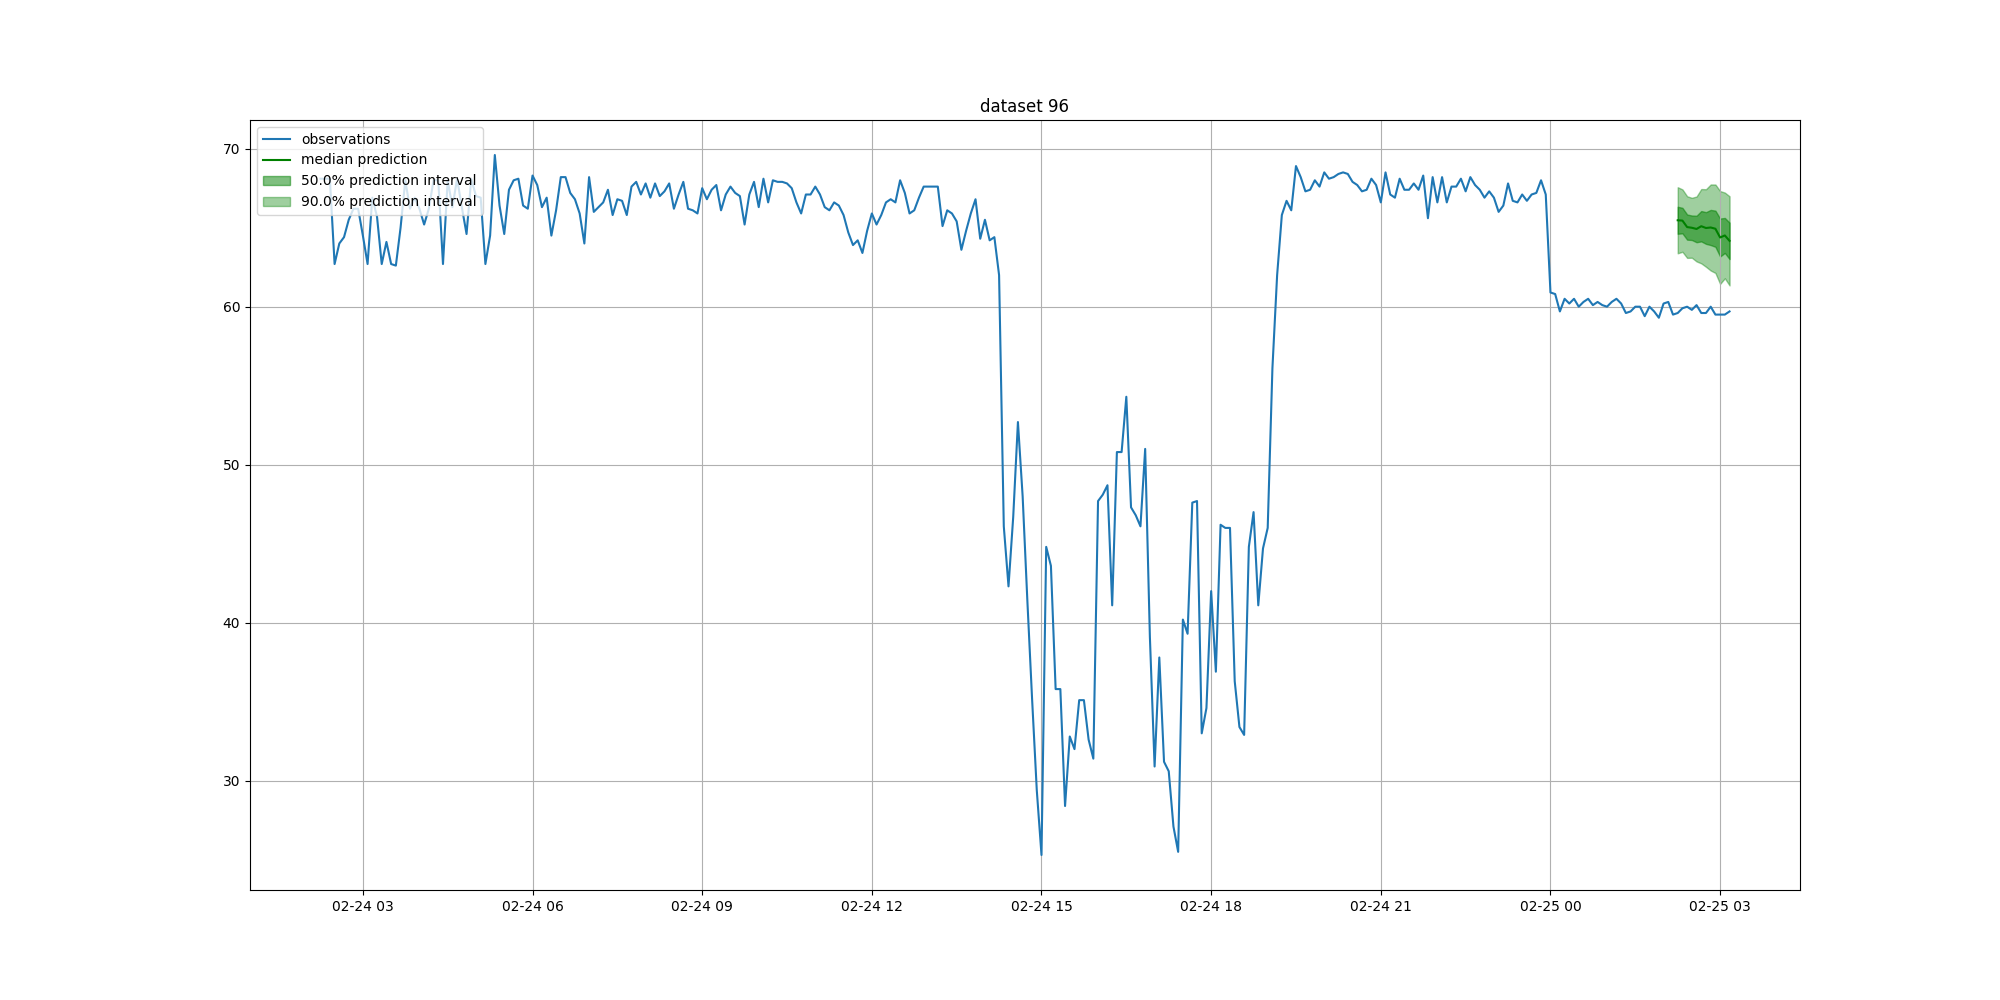 dataset 96
observations
median prediction
50.0% prediction interval
90.0% prediction interval
70
60
50
40
30
02-24 03
02-24 06
02-24 09
02-24 12
02-24 15
02-24 18
02-24 21
02-25 00
02-25 03